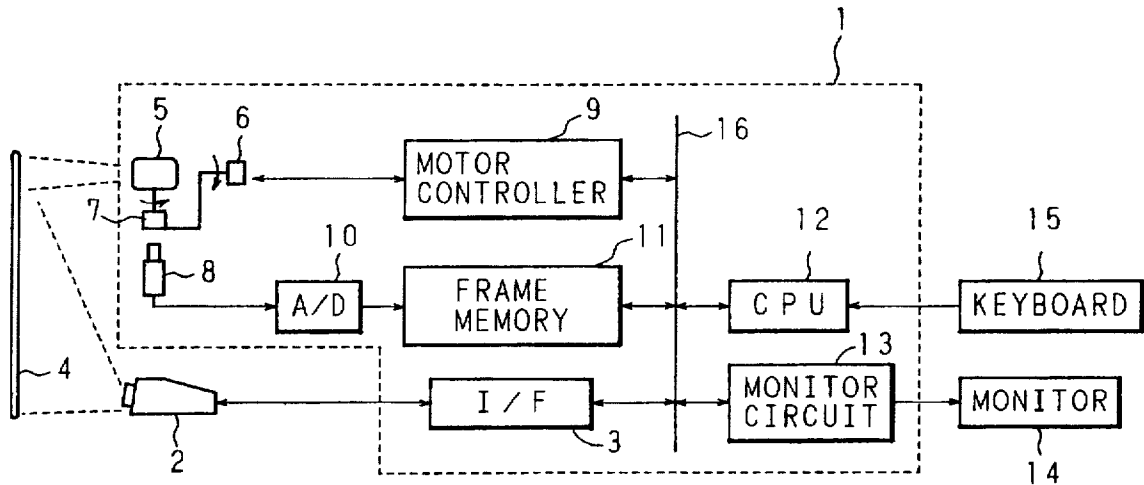 1
5
6
9
16
MOTOR
CONTROLLER
7
10
11
12
15
8
A/D
FRAME
MEMORY
CPU
KEYBOARD
13
4
I/F
MONITOR
CIRCUIT
MONITOR
2
3
14